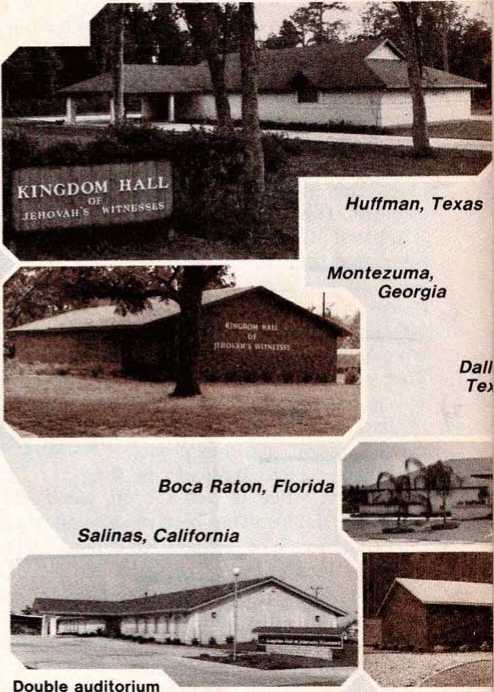 KINGDOM HALL
OF
JEHOVAH'S WITNESSES
Huffman, Texas
Montezuma,
Georgia
KINGDOM HALL
OF
JEHOVAH'S WITNESSES
Dall
Tex
Boca Raton, Florida
Salinas, California
Double auditorium